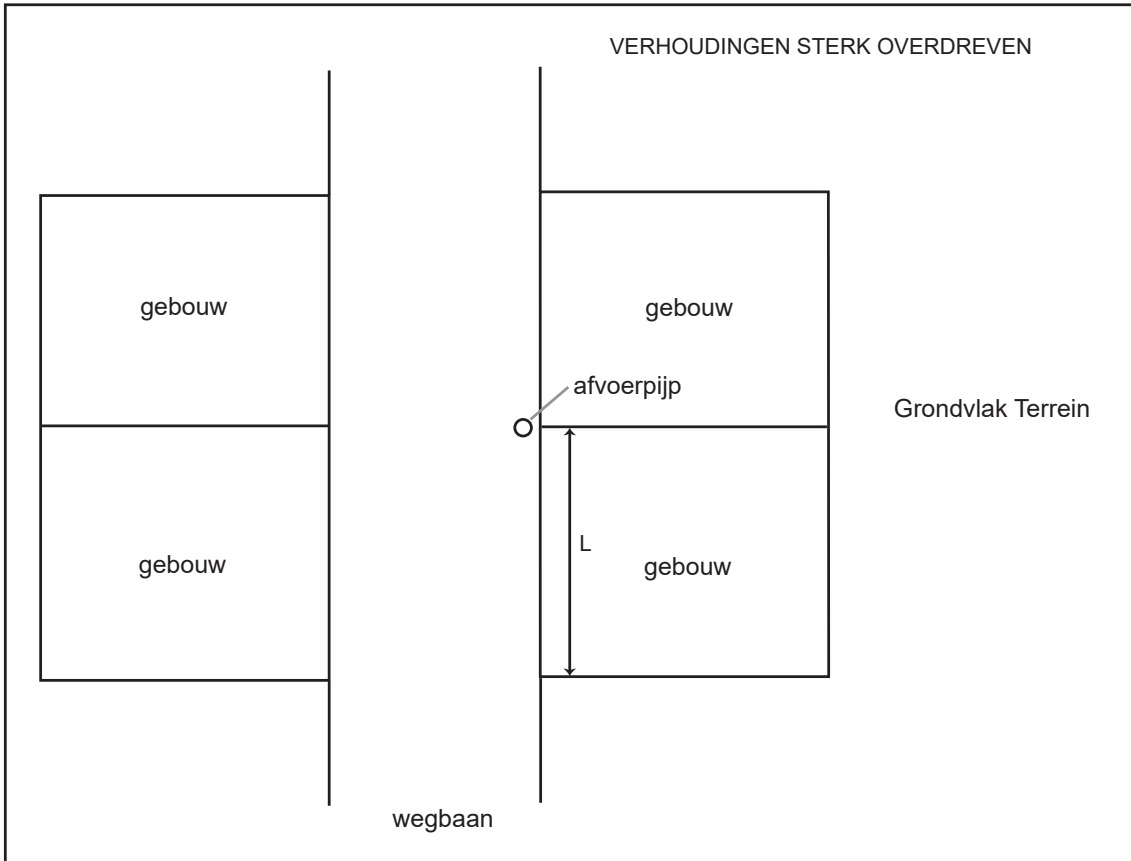 VERHOUDINGEN STERK OVERDREVEN
gebouw
gebouw
afvoerpijp
Grondvlak Terrein
L
gebouw
gebouw
wegbaan